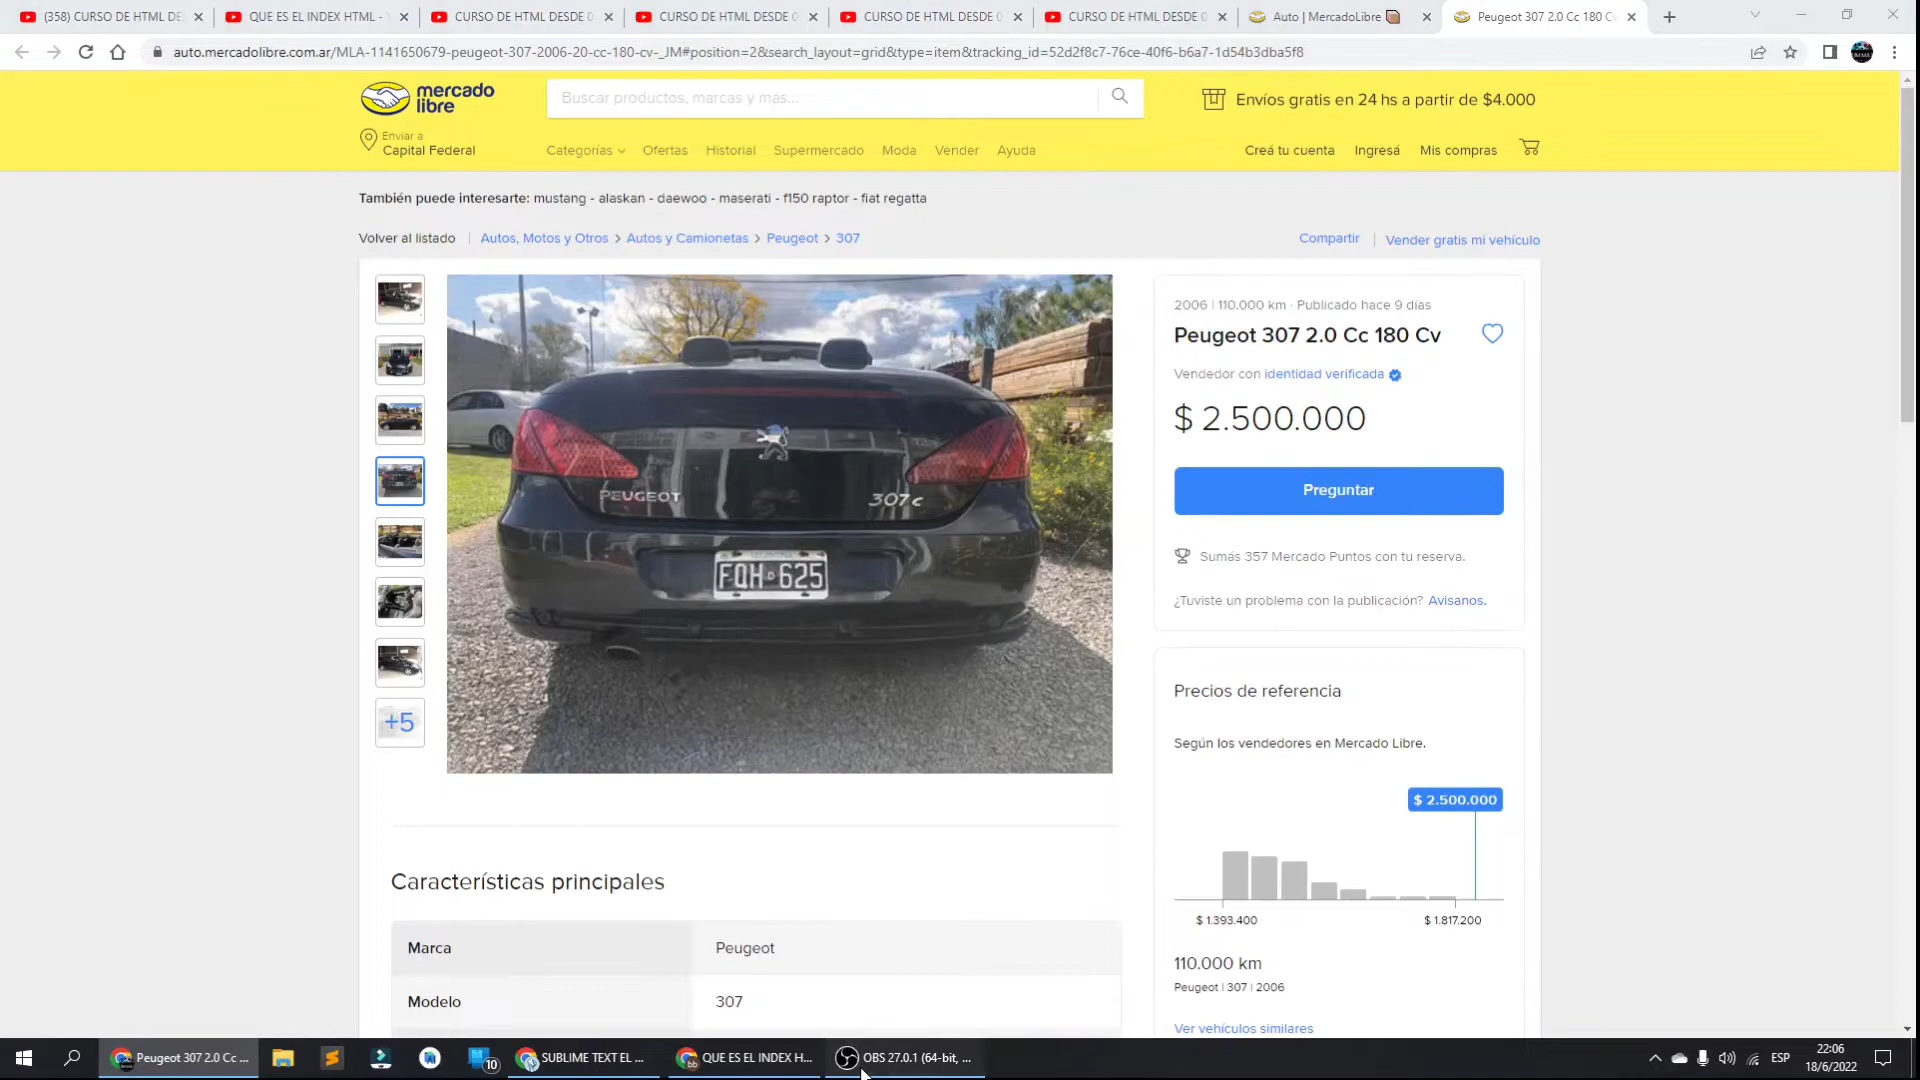 (358) CURSO DE HTML DE
QUE ES EL INDEX HTML -
CURSO DE HTML DESDE 0
CURSO DE HTML DESDE 0
CURSO DE HTML DESDE 0
CURSO DE HTML DESDE 0
Auto | MercadoLibre
Peugeot 307 2.0 Cc 180 Cv
auto.mercadolibre.com.ar/MLA-1141650679-peugeot-307-2006-20-cc-180-cv-_JM#position=2&search_layout=grid&type=item&tracking_id=52d2f8c7-76ce-40f6-b6a7-1d54b3dba5f8
mercado
libre
Buscar productos, marcas y más...
Envíos gratis en 24 hs a partir de $4.000
Enviar a
Capital Federal
Categorías
Ofertas
Historial
Supermercado
Moda
Vender
Ayuda
Creá tu cuenta
Ingresá
Mis compras
También puede interesarte: mustang - alaskan - daewoo - maserati - f150 raptor - fiat regatta
Volver al listado
Autos, Motos y Otros
Autos y Camionetas
Peugeot
307
Compartir
Vender gratis mi vehículo
PEUGEOT
307c
FQH 625
+5
2006 | 110.000 km · Publicado hace 9 días
Peugeot 307 2.0 Cc 180 Cv
Vendedor con identidad verificada
$ 2.500.000
Preguntar
Sumás 357 Mercado Puntos con tu reserva.
¿Tuviste un problema con la publicación? Avisanos.
Precios de referencia
Según los vendedores en Mercado Libre.
$ 2.500.000
$ 1.393.400
$ 1.817.200
110.000 km
Peugeot | 307 | 2006
Ver vehículos similares
Características principales
Marca
Peugeot
Modelo
307
Peugeot 307 2.0 Cc ...
10
SUBLIME TEXT EL ...
bb
QUE ES EL INDEX H...
OBS 27.0.1 (64-bit, ...
ESP
22:06
18/6/2022